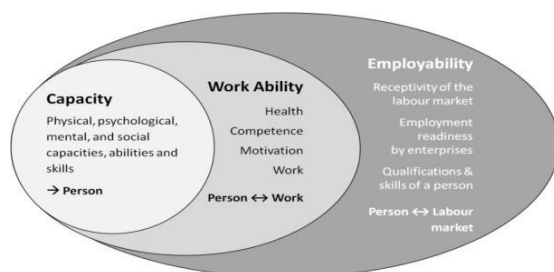 Capacity
Physical, psychological,
mental, and social
capacities, abilities and
skills
→ Person
Work Ability
Health
Competence
Motivation
Work
Person ↔ Work
Employability
Receptivity of the
labour market
Employment
readiness
by enterprises
Qualifications &
skills of a person
Person ↔ Labour
market